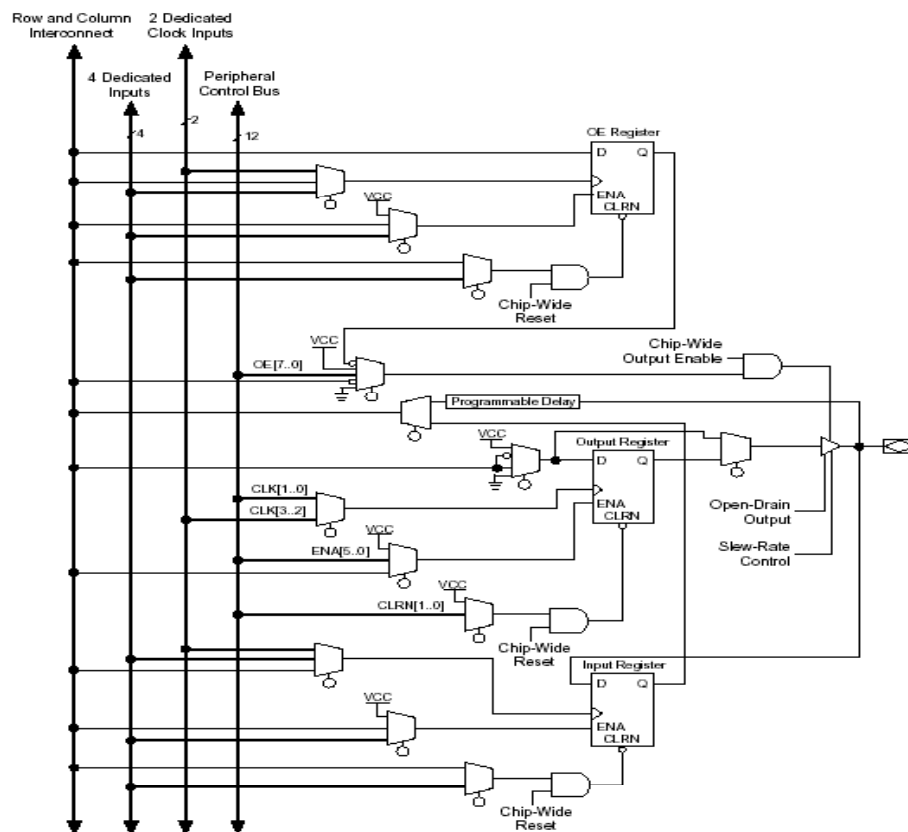 Row and Column
Interconnect
2 Dedicated
Clock Inputs
4 Dedicated
Inputs
Peripheral
Control Bus
2
4
12
OE Register
D Q
ENA
CLRN
VCC
Chip-Wide
Reset
VCC
OE[7..0]
Chip-Wide
Output Enable
Programmable Delay
VCC
Output Register
D Q
ENA
CLRN
CLK[1..0]
CLK[3..2]
VCC
ENA[5..0]
Open-Drain
Output
Slew-Rate
Control
VCC
CLRN[1..0]
Chip-Wide
Reset
Input Register
D Q
ENA
CLRN
VCC
Chip-Wide
Reset